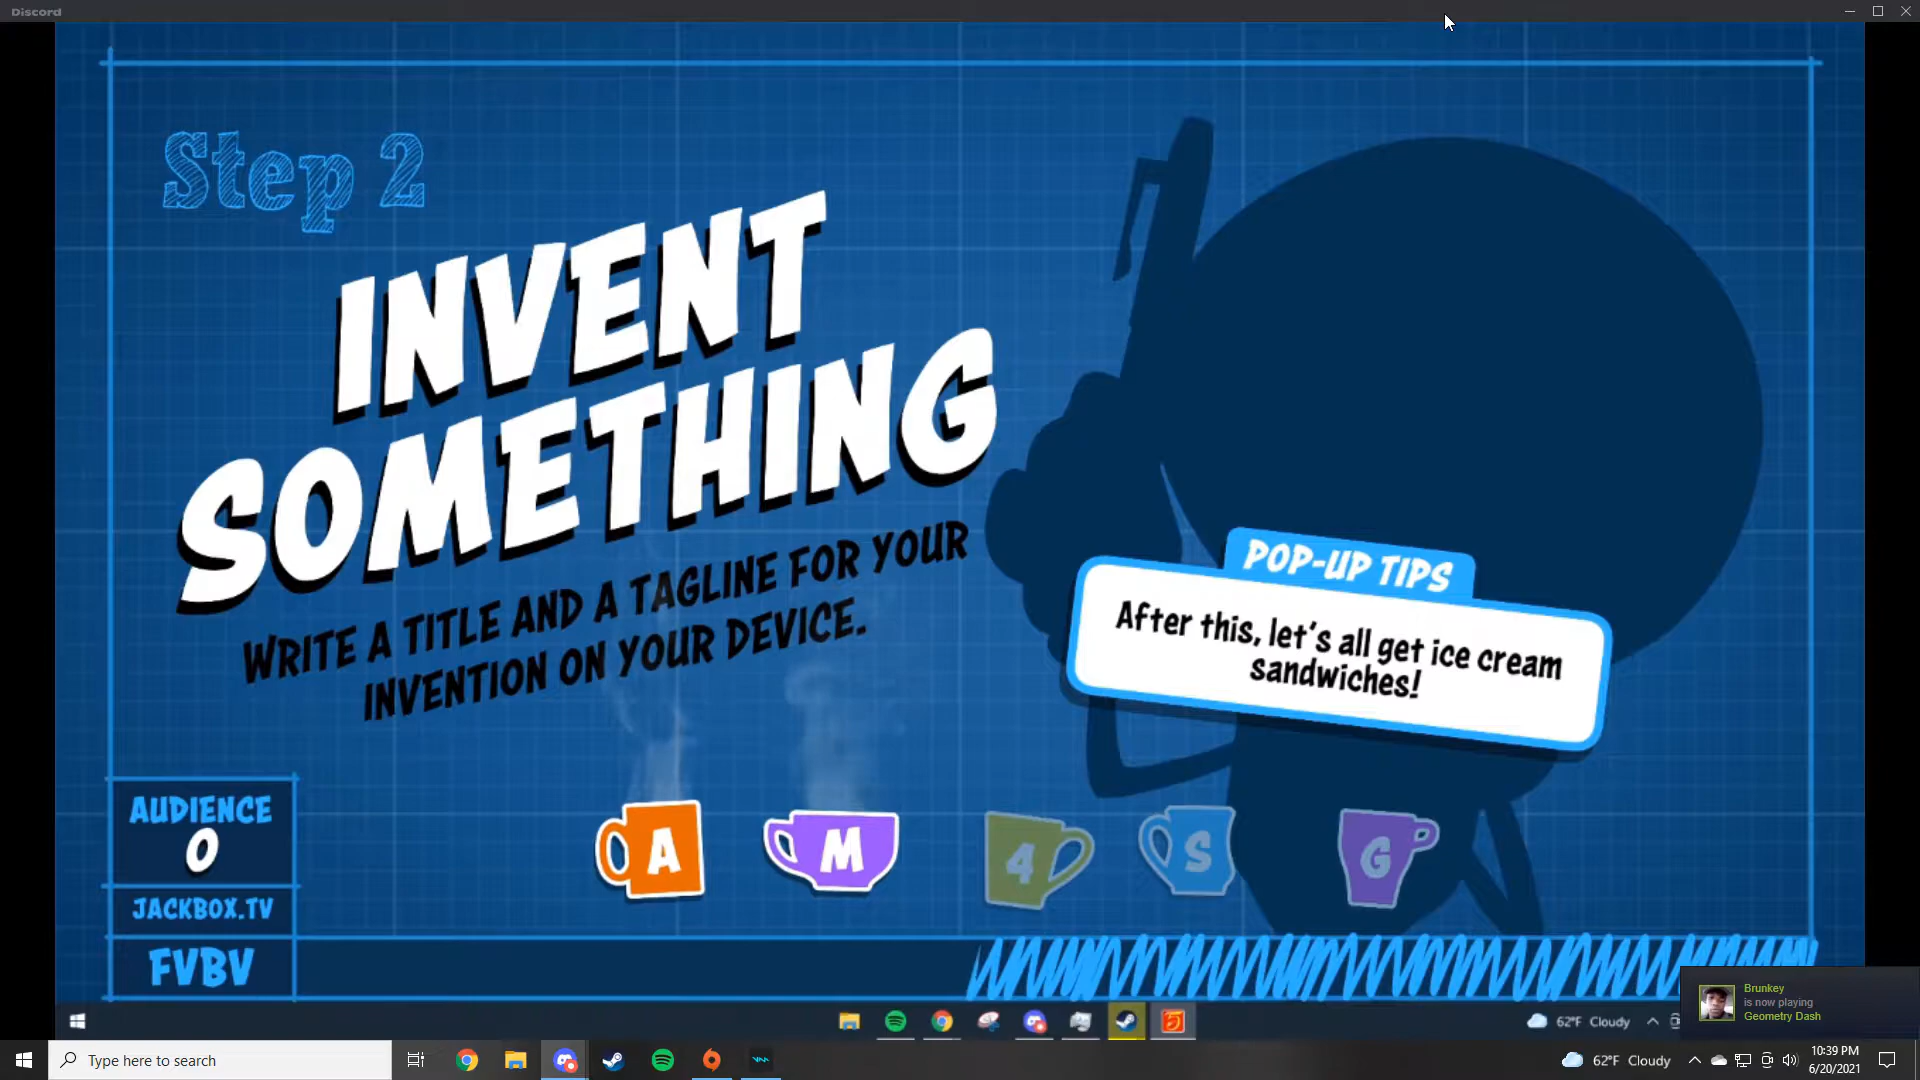 Discord
Step 2
INVENT
SOMETHING
WRITE A TITLE AND A TAGLINE FOR YOUR
INVENTION ON YOUR DEVICE.
POP-UP TIPS
After this, let's all get ice cream
sandwiches!
AUDIENCE
0
JACKBOX.TV
FVBV
A
M
4
S
G
Brunkey
is now playing
Geometry Dash
62°F Cloudy
Type here to search
62°F Cloudy
10:39 PM
6/20/2021